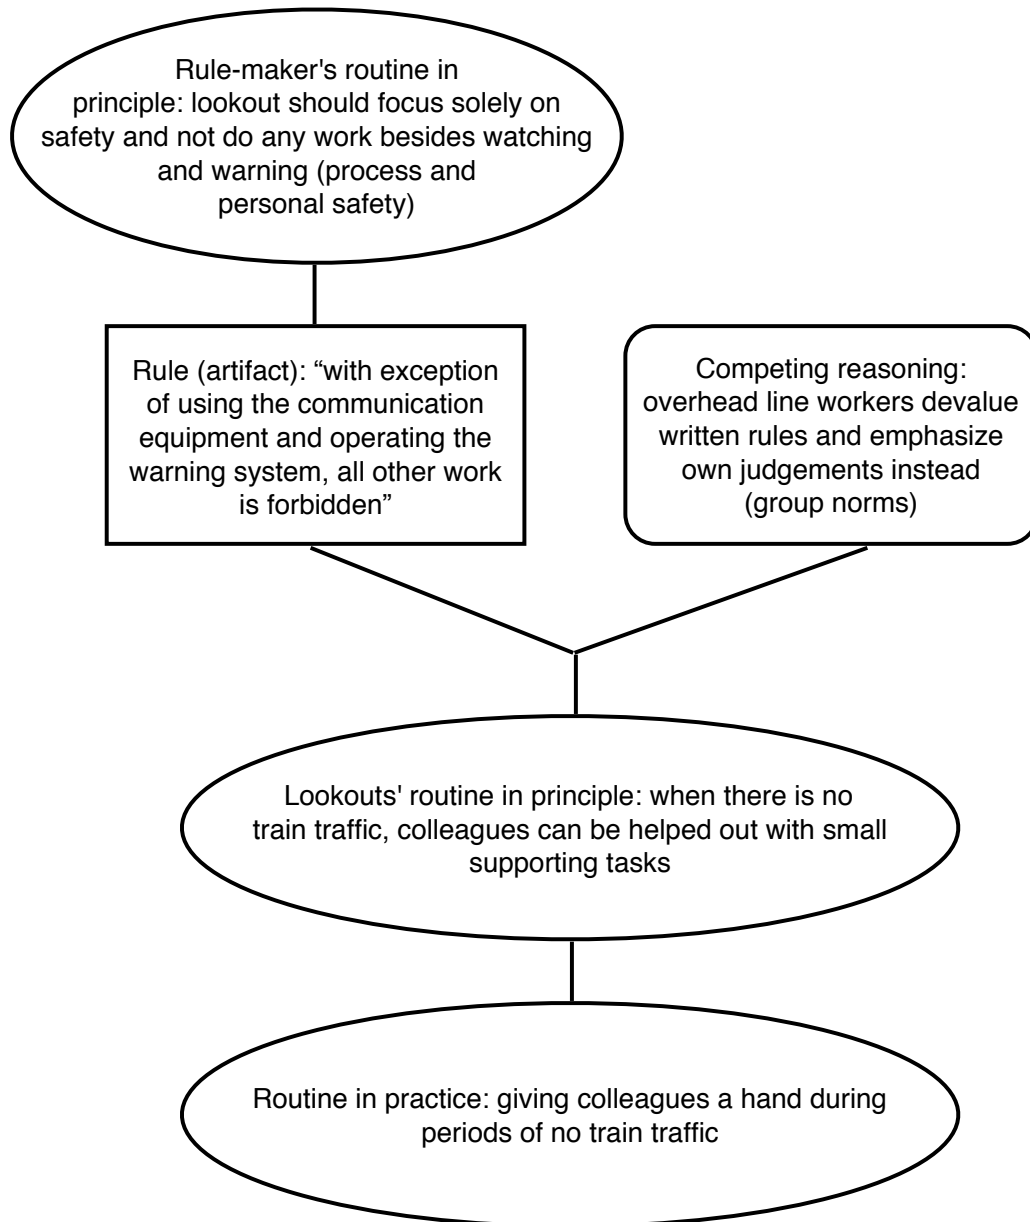 Rule-maker's routine in
principle: lookout should focus solely on
safety and not do any work besides watching
and warning (process and
personal safety)
Rule (artifact): “with exception
of using the communication
equipment and operating the
warning system, all other work
is forbidden”
Competing reasoning:
overhead line workers devalue
written rules and emphasize
own judgements instead
(group norms)
Lookouts' routine in principle: when there is no
train traffic, colleagues can be helped out with small
supporting tasks
Routine in practice: giving colleagues a hand during
periods of no train traffic